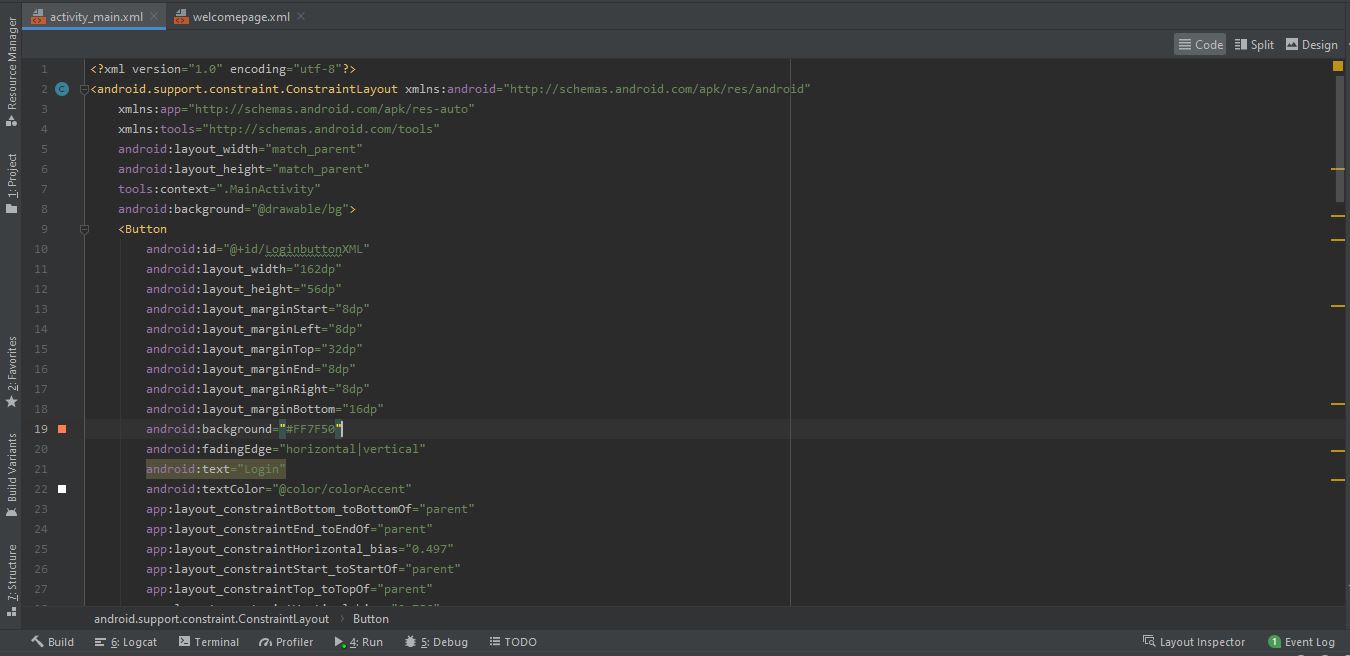 activity_main.xml
welcomepage.xml
Code
Split
Design
Resource Manager
1: Project
2: Favorites
Build Variants
7: Structure
1 <?xml version="1.0" encoding="utf-8"?>
2 C <android.support.constraint.ConstraintLayout xmlns:android="http://schemas.android.com/apk/res/android"
3 xmlns:app="http://schemas.android.com/apk/res-auto"
4 xmlns:tools="http://schemas.android.com/tools"
5 android:layout_width="match_parent"
6 android:layout_height="match_parent"
7 tools:context=".MainActivity"
8 android:background="@drawable/bg">
9 <Button
10 android:id="@+id/LoginbuttonXML"
11 android:layout_width="162dp"
12 android:layout_height="56dp"
13 android:layout_marginStart="8dp"
14 android:layout_marginLeft="8dp"
15 android:layout_marginTop="32dp"
16 android:layout_marginEnd="8dp"
17 android:layout_marginRight="8dp"
18 android:layout_marginBottom="16dp"
19 android:background="#FF7F50"
20 android:fadingEdge="horizontal|vertical"
21 android:text="Login"
22 android:textColor="@color/colorAccent"
23 app:layout_constraintBottom_toBottomOf="parent"
24 app:layout_constraintEnd_toEndOf="parent"
25 app:layout_constraintHorizontal_bias="0.497"
26 app:layout_constraintStart_toStartOf="parent"
27 app:layout_constraintTop_toTopOf="parent"
android.support.constraint.ConstraintLayout › Button
Build
6: Logcat
Terminal
Profiler
4: Run
5: Debug
TODO
Layout Inspector
1 Event Log